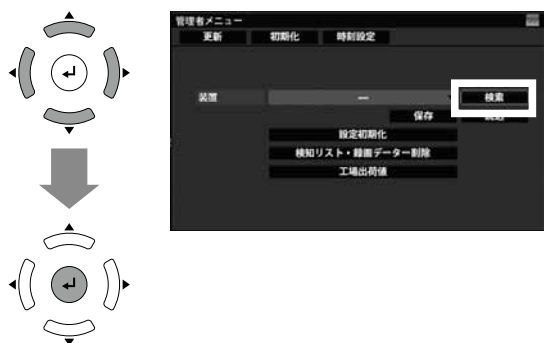 管理者メニュー
更新 初期化 時刻設定
装置 --- 検索
保存
設定初期化
検知リスト・録画データー削除
工場出荷値